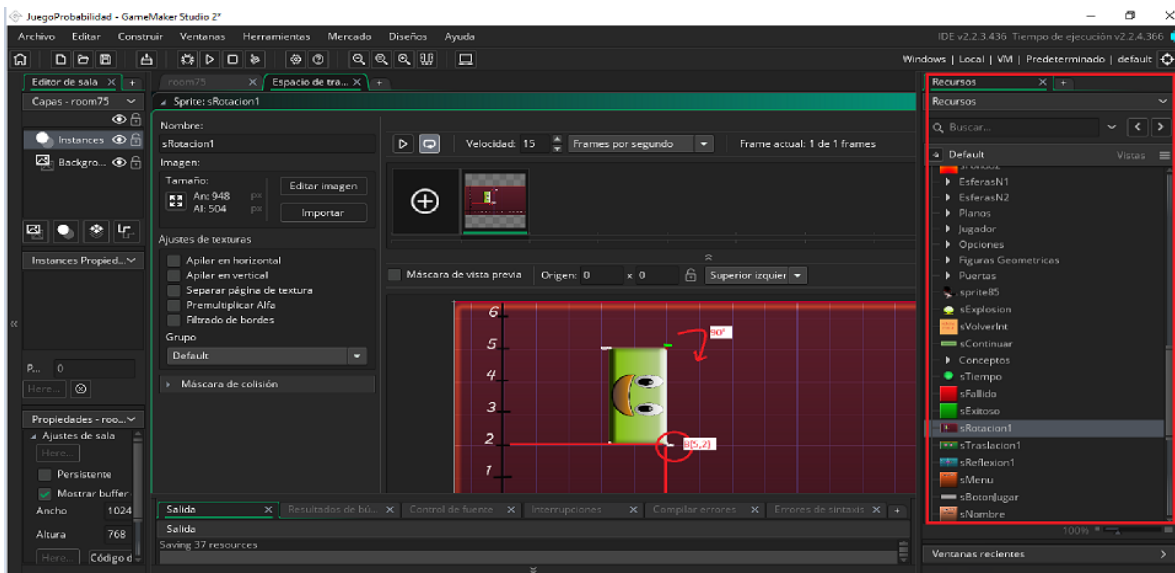 JuegoProbabilidad - GameMaker Studio 2*
Archivo Editar Construir Ventanas Herramientas Mercado Diseños Ayuda
IDE v2.2.3.436 Tiempo de ejecución v2.2.4.366
Windows | Local | VM | Predeterminado | default
Editor de sala
Capas - room75
Instances
Backgro...
Instances Propied...
P... 0
Here...
Propiedades - roo...
Ajustes de sala
Here...
Persistente
Mostrar buffer
Ancho 1024
Altura 768
Here... Código d
room75
Espacio de tra...
Sprite: sRotacion1
Nombre:
sRotacion1
Imagen:
Tamaño:
An: 948 px
Al: 504 px
Editar imagen
Importar
Ajustes de texturas
Apilar en horizontal
Apilar en vertical
Separar página de textura
Premultiplicar Alfa
Filtrado de bordes
Grupo
Default
Máscara de colisión
Velocidad: 15 Frames por segundo Frame actual: 1 de 1 frames
Máscara de vista previa Origen: 0 x 0 Superior izquier
6
5
4
3
2
1
90°
B(5,2)
Salida Resultados de bú... Control de fuente Interrupciones Compilar errores Errores de sintaxis
Salida
Saving 37 resources
Recursos
Recursos
Buscar...
Default Vistas
EsferasN1
EsferasN2
Planos
Jugador
Opciones
Figuras Geometricas
Puertas
sprite85
sExplosion
sVolverInt
sContinuar
Conceptos
sTiempo
sFallido
sExitoso
sRotacion1
sTraslacion1
sReflexion1
sMenu
sBotonJugar
sNombre
100%
Ventanas recientes